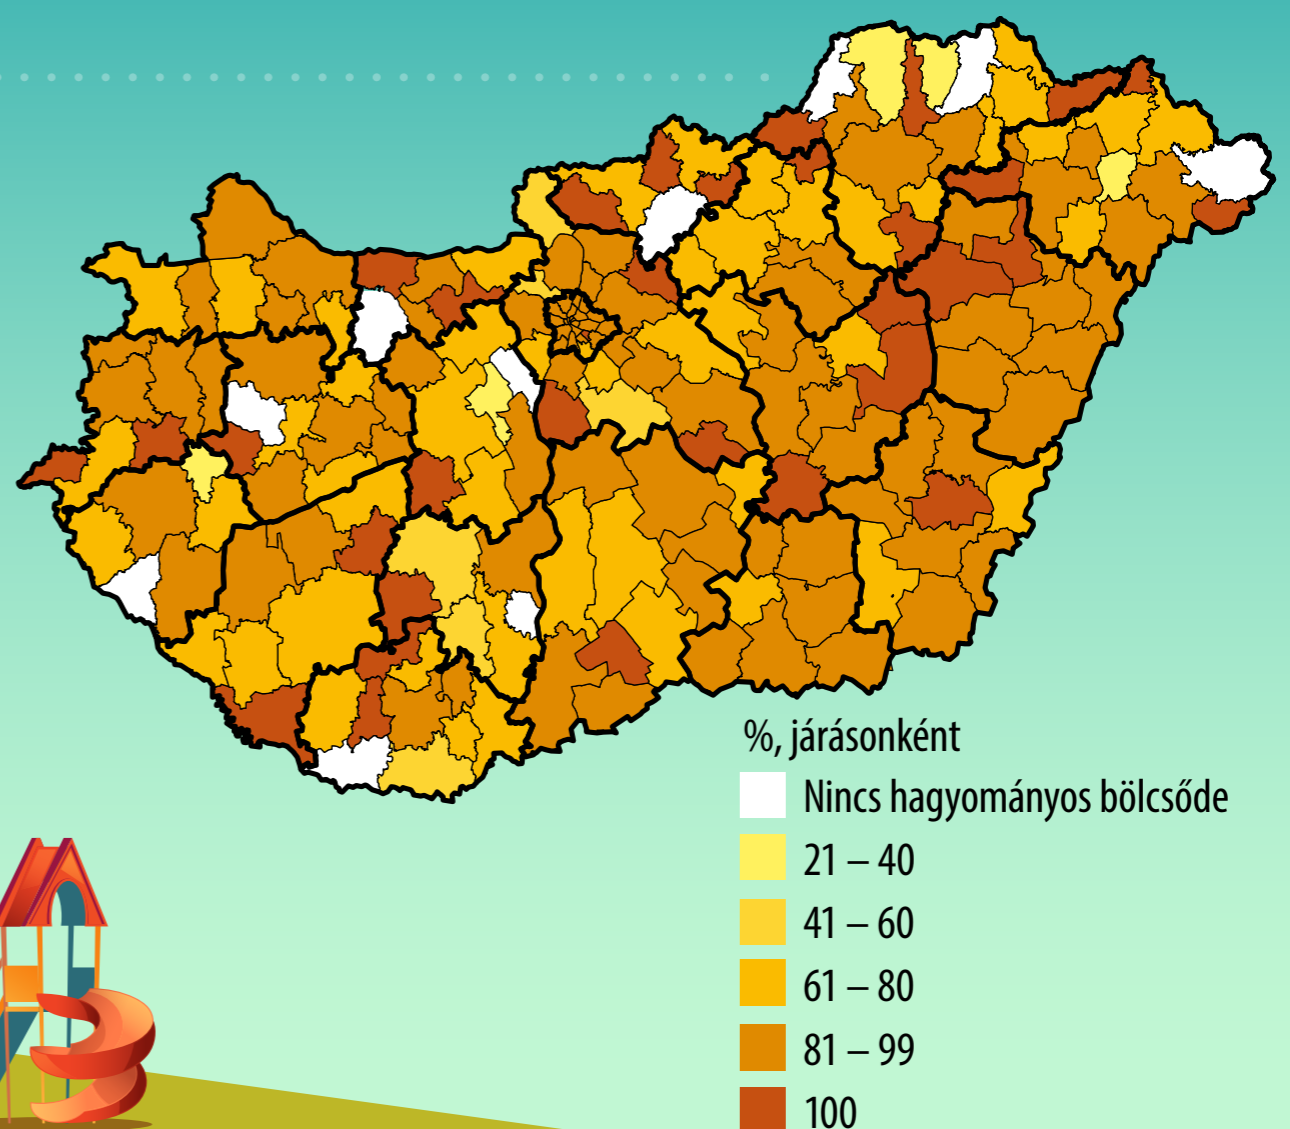 %, járásonként
Nincs hagyományos bölcsőde
21 – 40
41 – 60
61 – 80
81 – 99
100